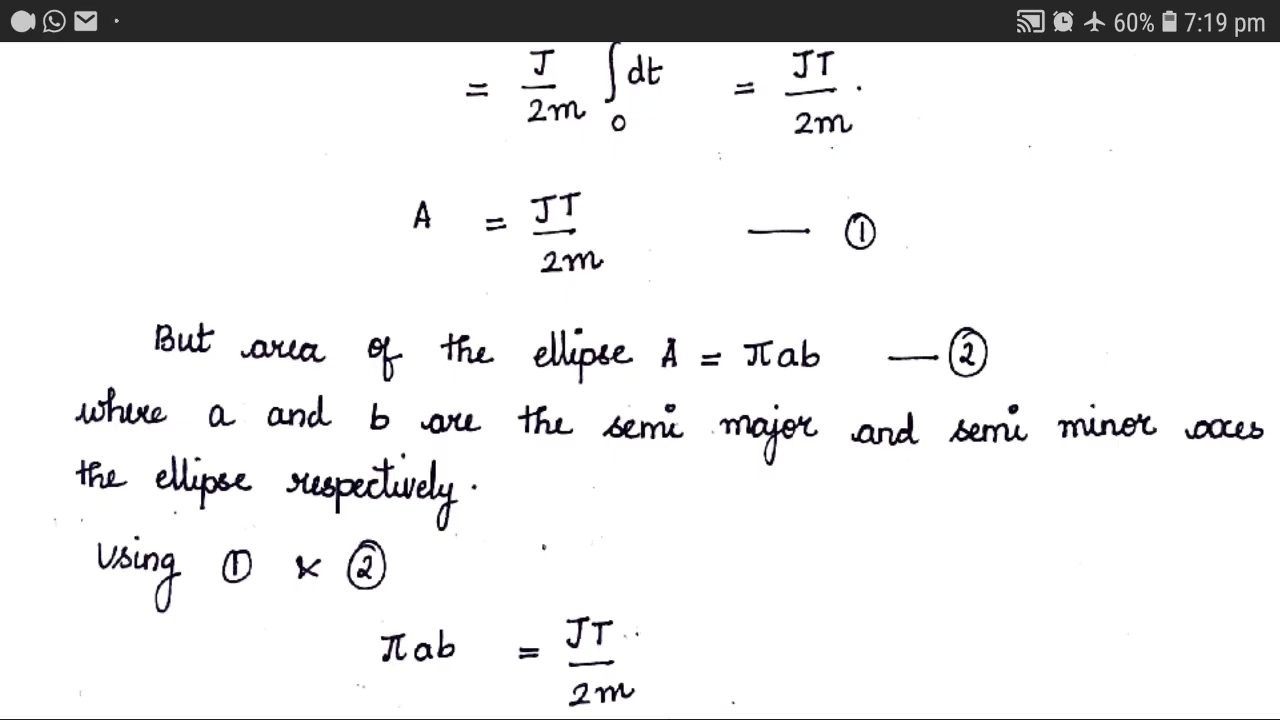 60% 7:19 pm
= J/2m ∫₀ dt = JT/2m .
A = JT/2m — ①
But area of the ellipse A = πab — ②
where a and b are the semi major and semi minor axes
the ellipse respectively.
Using ① & ②
πab = JT/2m